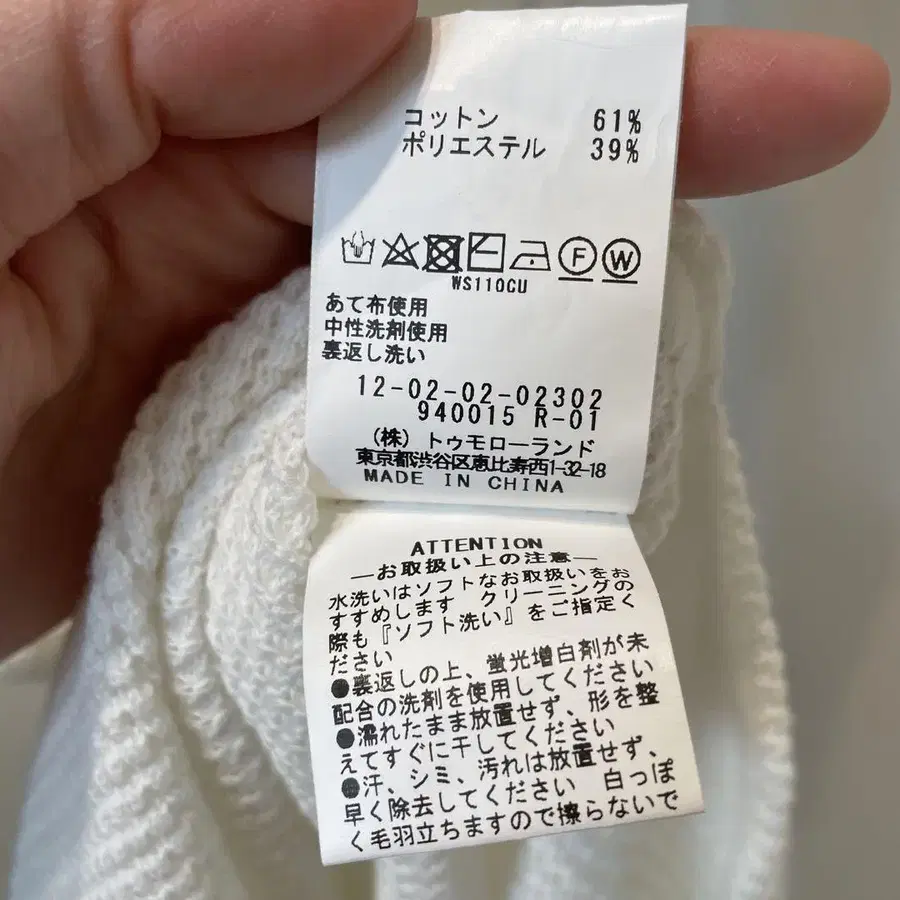 コットン 61%
ポリエステル 39%
F W
WS110CU
あて布使用
中性洗剤使用
裏返し洗い
12-02-02-02302
940015 R-01
(株) トゥモローランド
東京都渋谷区恵比寿西1-32-18
MADE IN CHINA
ATTENTION
―お取扱い上の注意―
水洗いはソフトなお取扱いをお
すすめします クリーニングの
際も『ソフト洗い』をご指定く
ださい
●裏返しの上、蛍光増白剤が未
配合の洗剤を使用してください
●濡れたまま放置せず、形を整
えてすぐに干してください
●汗、シミ、汚れは放置せず、
早く除去してください 白っぽ
く毛羽立ちますので擦らないで